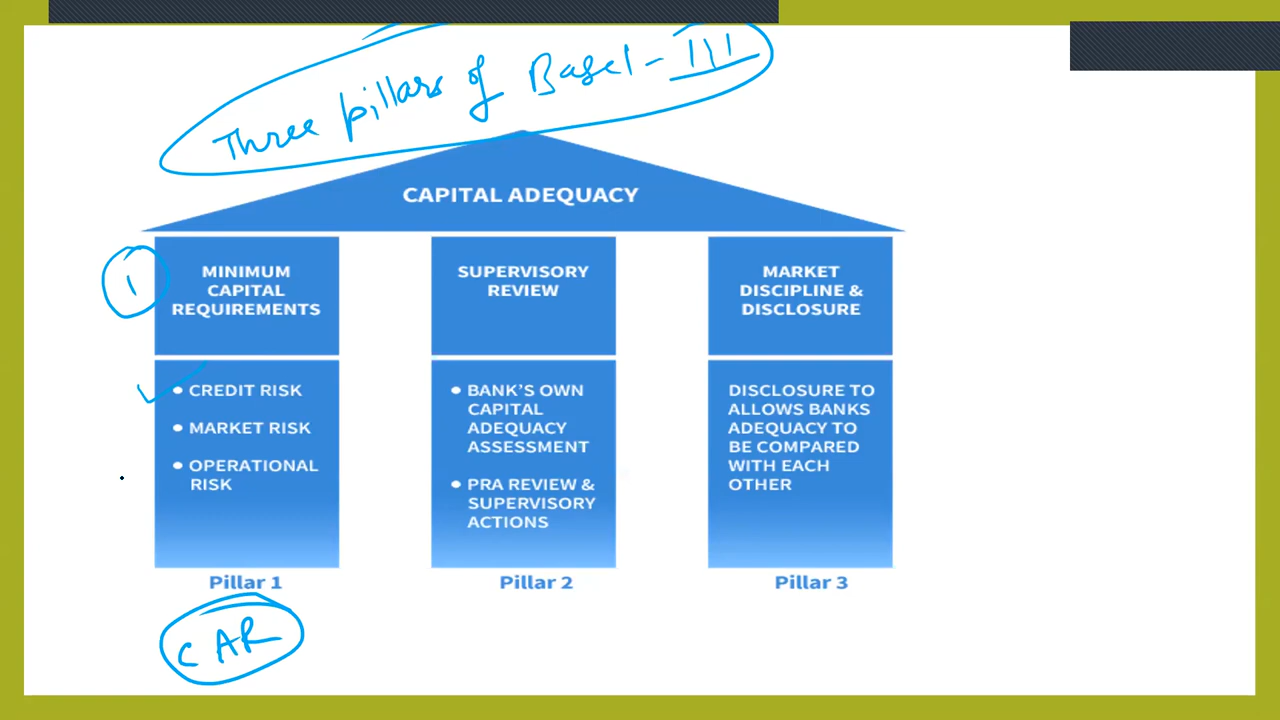 Three pillars of Basel - III
CAPITAL ADEQUACY
1
MINIMUM
CAPITAL
REQUIREMENTS
• CREDIT RISK
• MARKET RISK
• OPERATIONAL
RISK
Pillar 1
CAR
SUPERVISORY
REVIEW
• BANK'S OWN
CAPITAL
ADEQUACY
ASSESSMENT
• PRA REVIEW &
SUPERVISORY
ACTIONS
Pillar 2
MARKET
DISCIPLINE &
DISCLOSURE
DISCLOSURE TO
ALLOWS BANKS
ADEQUACY TO
BE COMPARED
WITH EACH
OTHER
Pillar 3